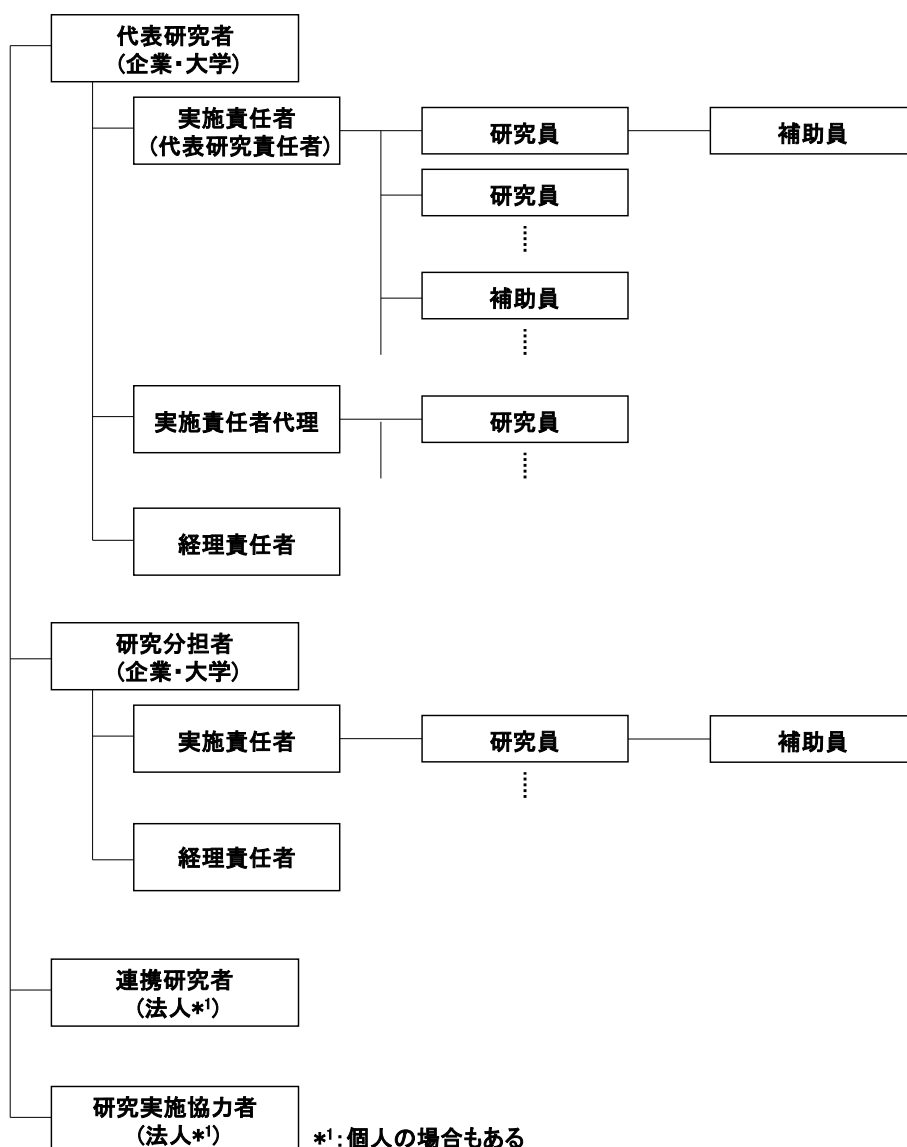 代表研究者
(企業・大学)
実施責任者
(代表研究責任者)
研究員
補助員
研究員
補助員
実施責任者代理
研究員
経理責任者
研究分担者
(企業・大学)
実施責任者
研究員
補助員
経理責任者
連携研究者
(法人*¹)
研究実施協力者
(法人*¹)
*¹:個人の場合もある